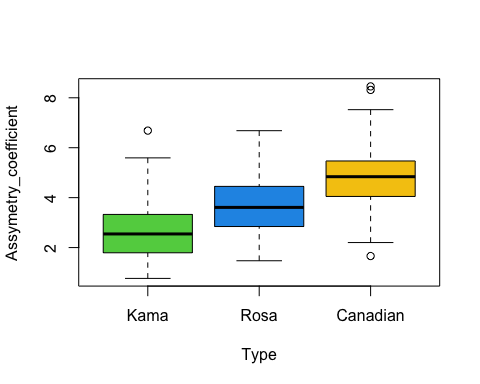 Assymetry_coefficient
8
6
4
2
Kama Rosa Canadian
Type